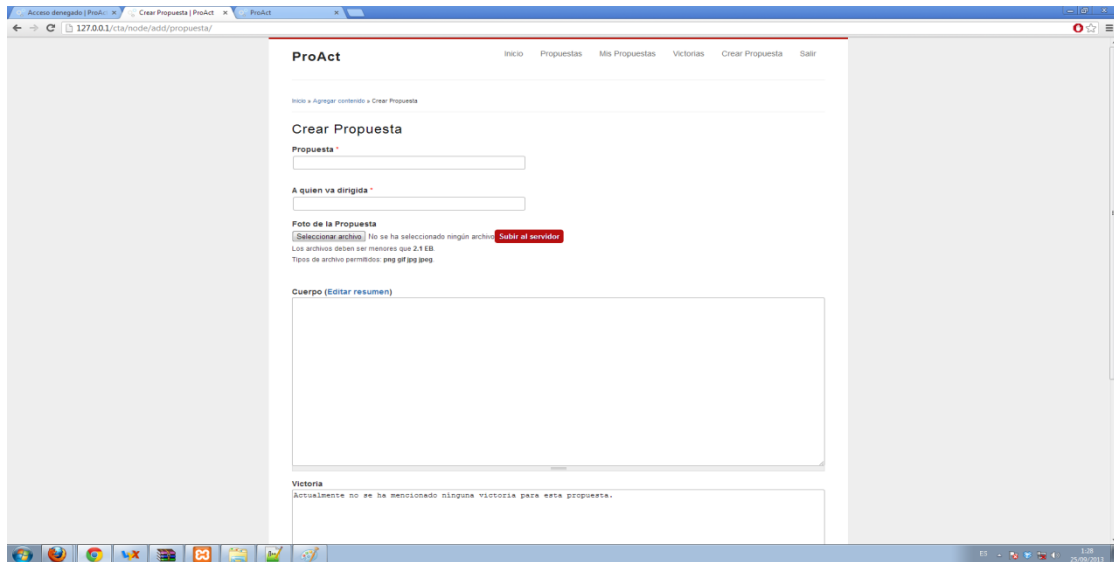 Acceso denegado | ProAc
Crear Propuesta | ProAct
ProAct
127.0.0.1/cta/node/add/propuesta/
ProAct
Inicio Propuestas Mis Propuestas Victorias Crear Propuesta Salir
Inicio » Agregar contenido » Crear Propuesta
Crear Propuesta
Propuesta *
A quien va dirigida *
Foto de la Propuesta
Seleccionar archivo No se ha seleccionado ningún archivo Subir al servidor
Los archivos deben ser menores que 2.1 EB.
Tipos de archivo permitidos: png gif jpg jpeg.
Cuerpo (Editar resumen)
Victoria
Actualmente no se ha mencionado ninguna victoria para esta propuesta.
ES
1:28
25/09/2013